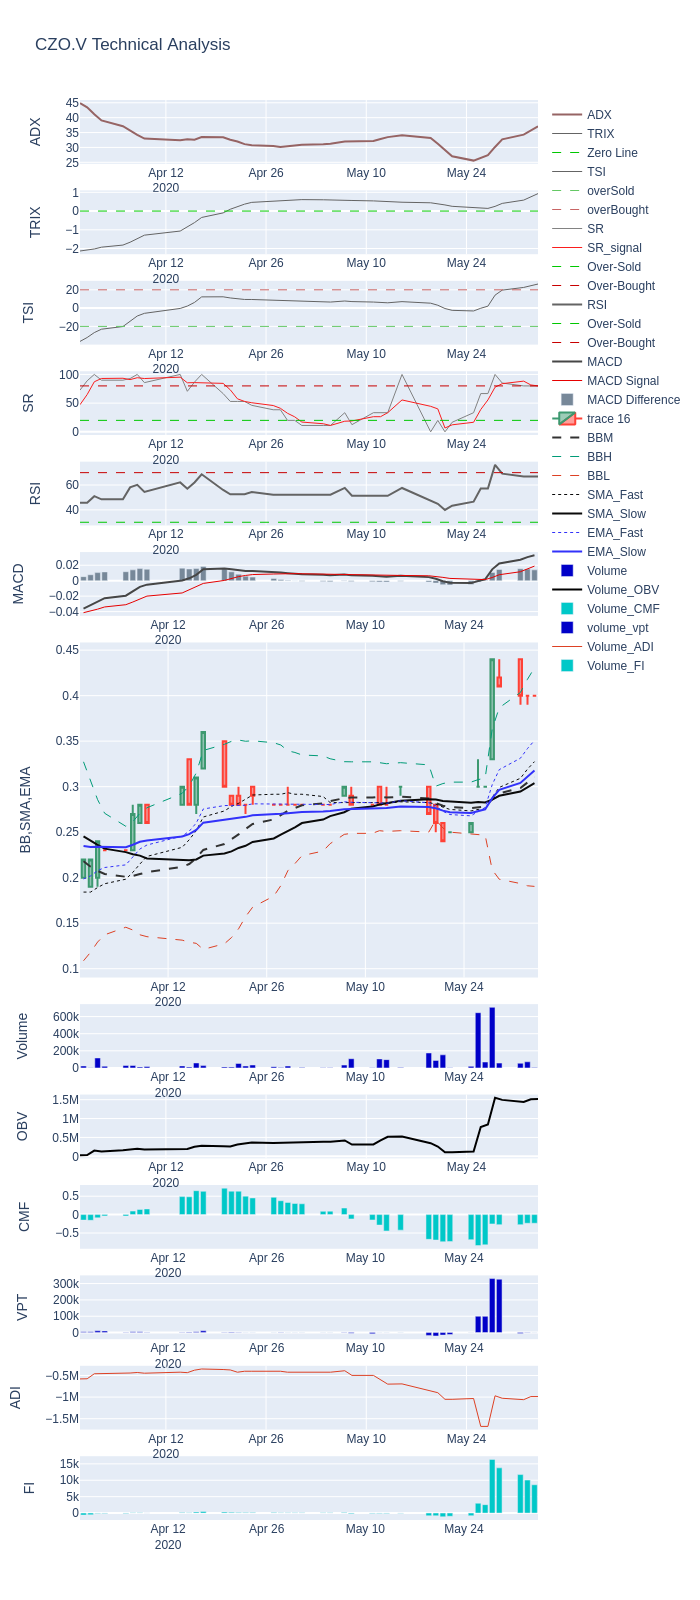 CZO.V Technical Analysis
ADX
45
40
35
30
25
Apr 12
2020
Apr 26
May 10
May 24
TRIX
1
0
−1
−2
Apr 12
2020
Apr 26
May 10
May 24
TSI
20
0
−20
Apr 12
2020
Apr 26
May 10
May 24
SR
100
50
0
Apr 12
2020
Apr 26
May 10
May 24
RSI
60
40
Apr 12
2020
Apr 26
May 10
May 24
MACD
0.02
0
−0.02
−0.04
Apr 12
2020
Apr 26
May 10
May 24
BB,SMA,EMA
0.45
0.4
0.35
0.3
0.25
0.2
0.15
0.1
Apr 12
2020
Apr 26
May 10
May 24
Volume
600k
400k
200k
0
Apr 12
2020
Apr 26
May 10
May 24
OBV
1.5M
1M
0.5M
0
Apr 12
2020
Apr 26
May 10
May 24
CMF
0.5
0
−0.5
Apr 12
2020
Apr 26
May 10
May 24
VPT
300k
200k
100k
0
Apr 12
2020
Apr 26
May 10
May 24
ADI
−0.5M
−1M
−1.5M
Apr 12
2020
Apr 26
May 10
May 24
FI
15k
10k
5k
0
Apr 12
2020
Apr 26
May 10
May 24
ADX
TRIX
Zero Line
TSI
overSold
overBought
SR
SR_signal
Over-Sold
Over-Bought
RSI
Over-Sold
Over-Bought
MACD
MACD Signal
MACD Difference
trace 16
BBM
BBH
BBL
SMA_Fast
SMA_Slow
EMA_Fast
EMA_Slow
Volume
Volume_OBV
Volume_CMF
volume_vpt
Volume_ADI
Volume_FI